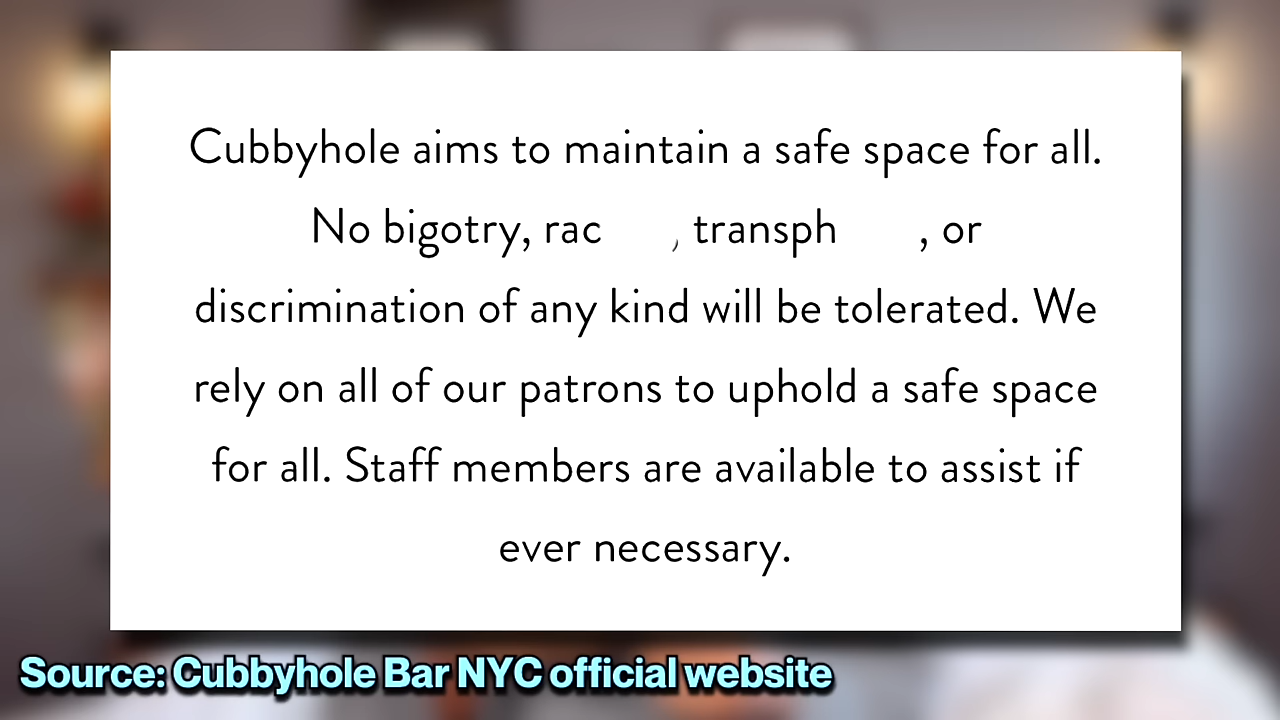 Cubbyhole aims to maintain a safe space for all.
No bigotry, rac , transph , or
discrimination of any kind will be tolerated. We
rely on all of our patrons to uphold a safe space
for all. Staff members are available to assist if
ever necessary.
Source: Cubbyhole Bar NYC official website